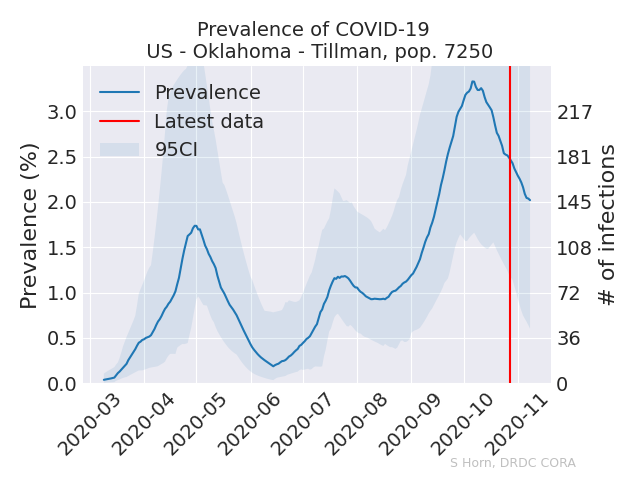 Prevalence of COVID-19
US - Oklahoma - Tillman, pop. 7250
Prevalence
Latest data
95CI
Prevalence (%)
3.0
2.5
2.0
1.5
1.0
0.5
0.0
217
181
145
108
72
36
0
# of infections
2020-03
2020-04
2020-05
2020-06
2020-07
2020-08
2020-09
2020-10
2020-11
S Horn, DRDC CORA